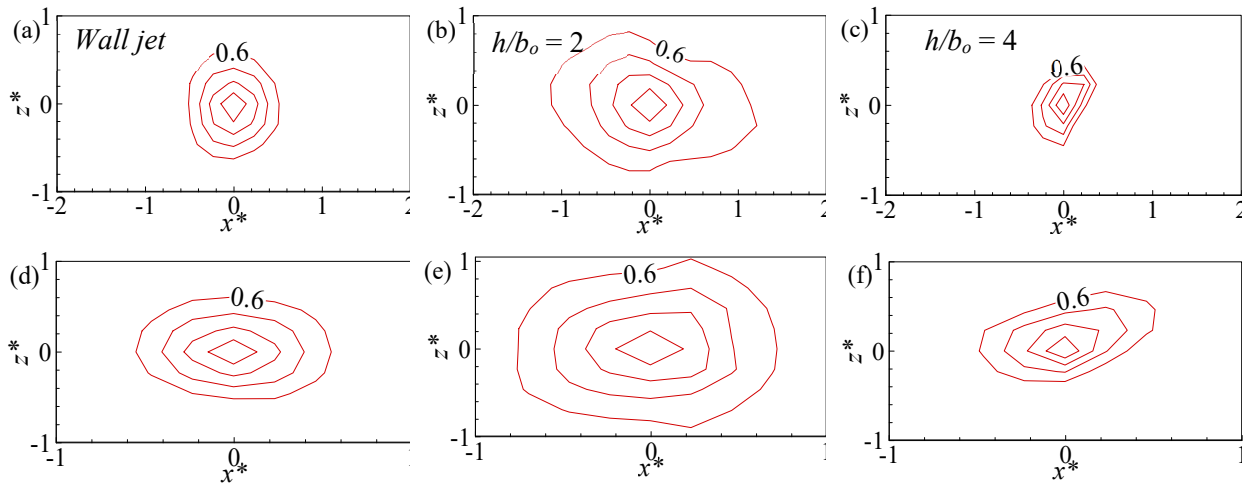 (a) Wall jet
0.6
1
0
-1
z*
-2 -1 0 1 2
x*
(b) h/bₒ = 2
0.6
1
0
-1
z*
-2 -1 0 1 2
x*
(c) h/bₒ = 4
0.6
1
0
-1
z*
-2 -1 0 1 2
x*
(d)
0.6
1
0
-1
z*
-1 0
x*
(e)
0.6
1
0
-1
z*
-1 0 1
x*
(f)
0.6
1
0
-1
z*
-1 0 1
x*